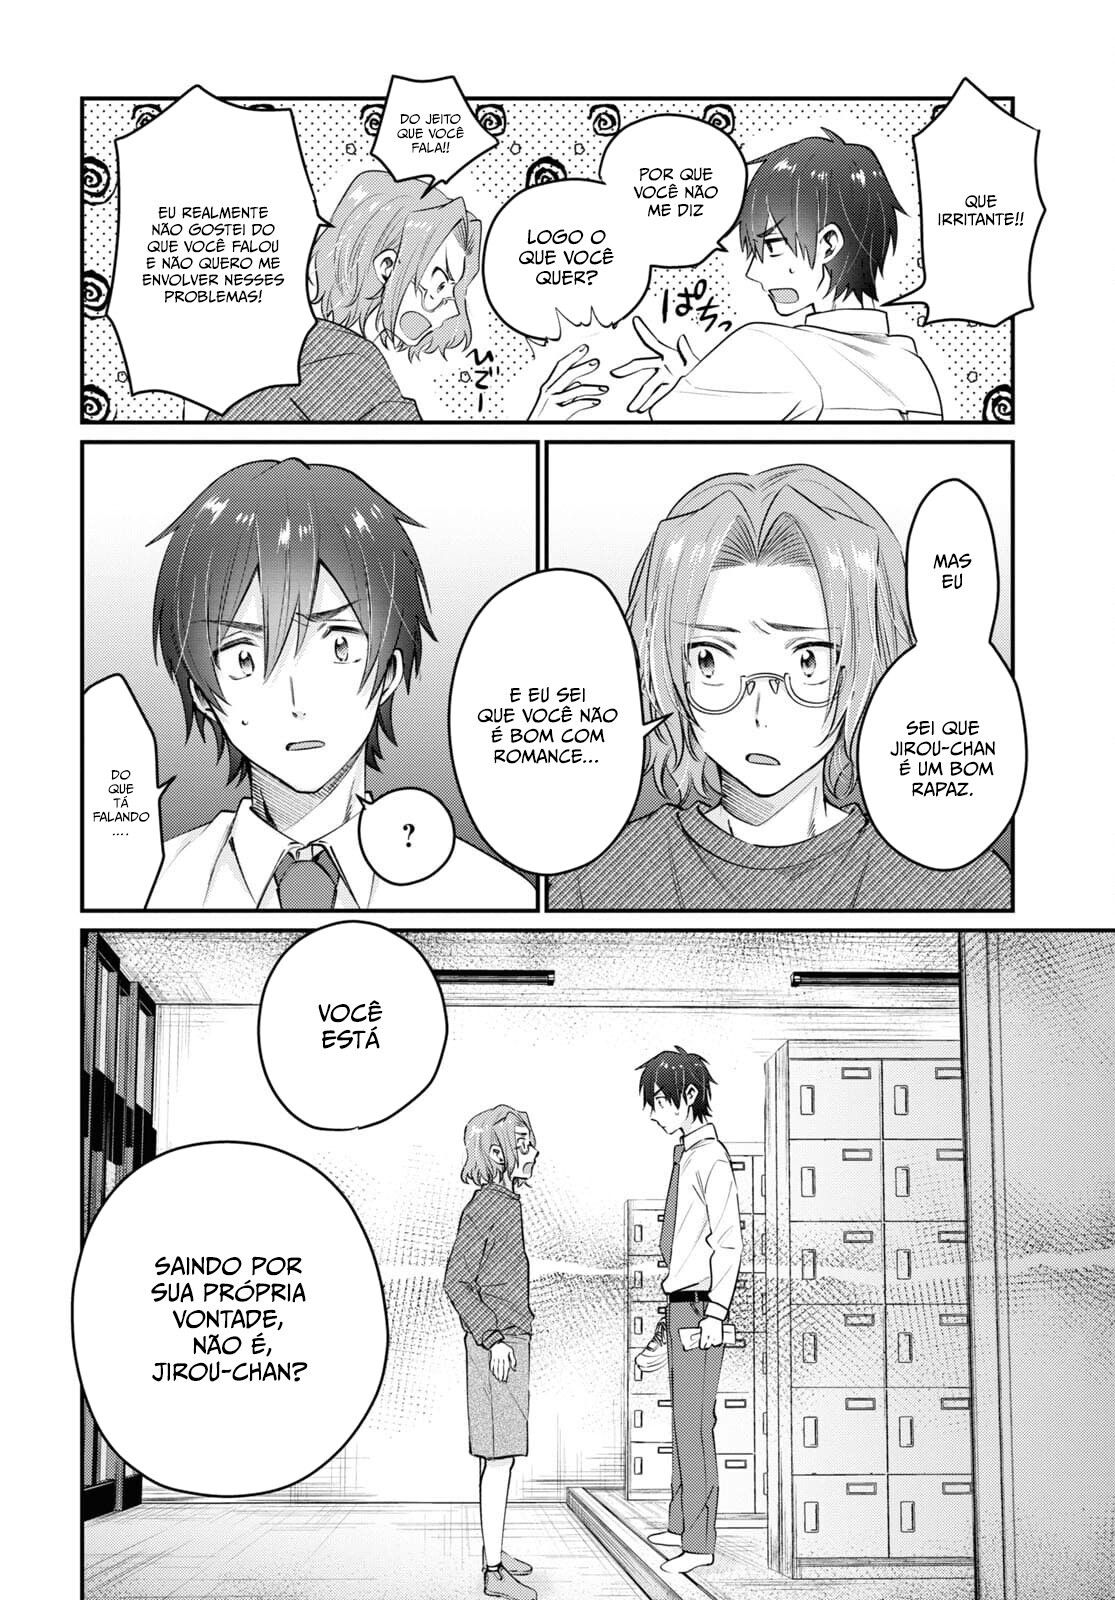 QUE
IRRITANTE!!
POR QUE
VOCÊ NÃO
ME DIZ
LOGO O
QUE VOCÊ
QUER?
ぱちっ
DO JEITO
QUE VOCÊ
FALA!!
EU REALMENTE
NÃO GOSTEI DO
QUE VOCÊ FALOU
E NÃO QUERO ME
ENVOLVER NESSES
PROBLEMAS!
ひどー
MAS
EU
SEI QUE
JIROU-CHAN
É UM BOM
RAPAZ.
E EU SEI
QUE VOCÊ NÃO
É BOM COM
ROMANCE...
?
DO
QUE
TÁ
FALANDO
....
VOCÊ
ESTÁ
SAINDO POR
SUA PRÓPRIA
VONTADE,
NÃO É,
JIROU-CHAN?